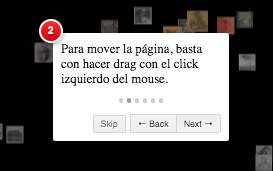 2
Para mover la página, basta
con hacer drag con el click
izquierdo del mouse.
Skip
← Back
Next →